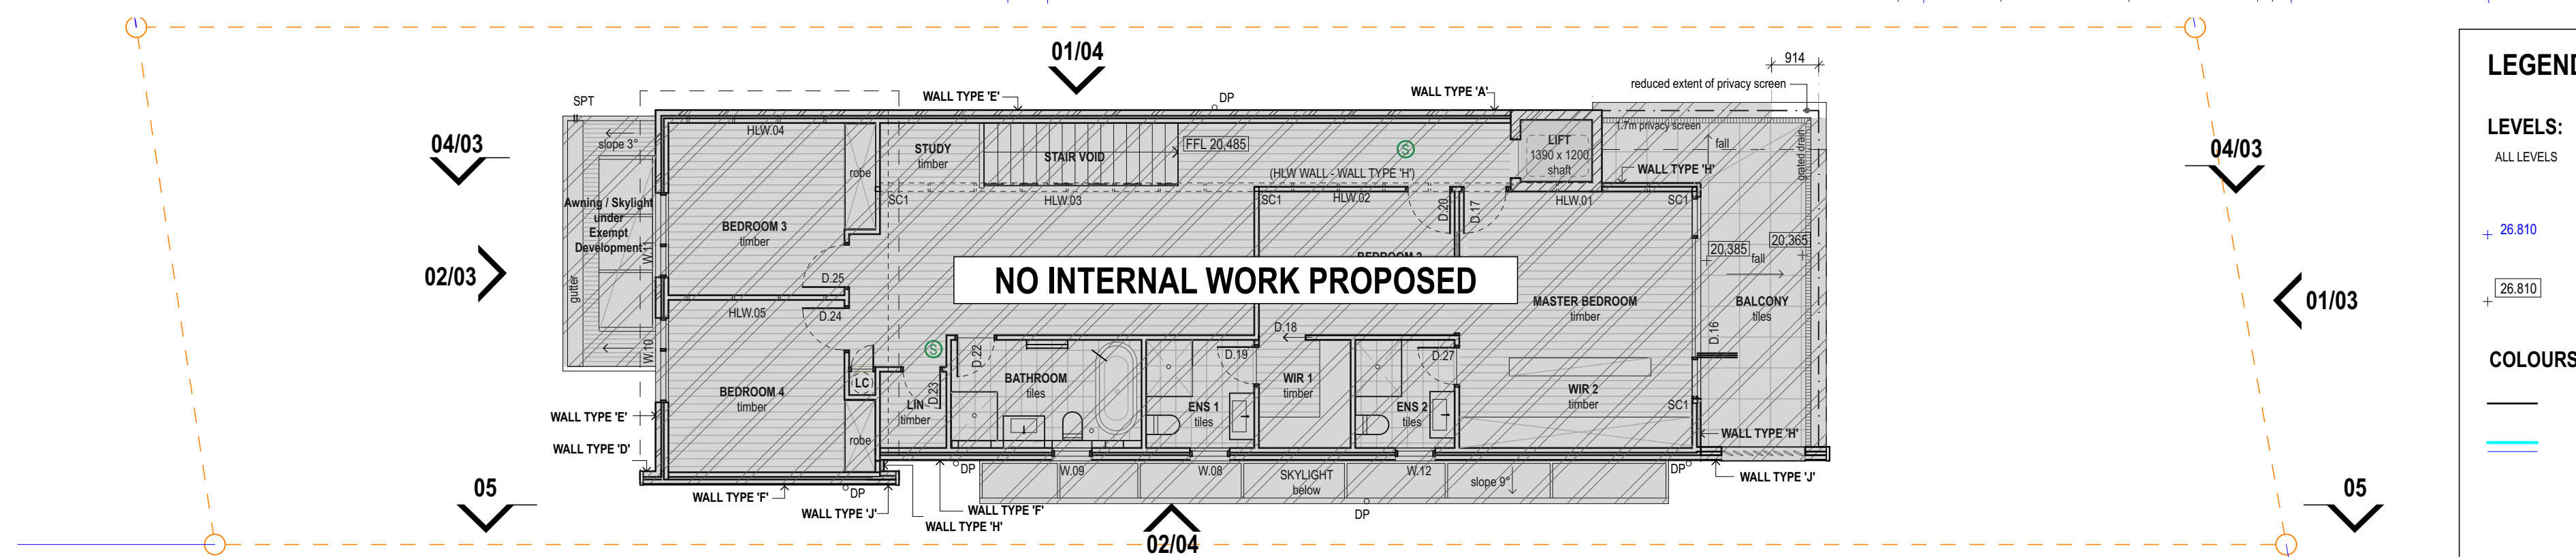 01/04
914
reduced extent of privacy screen
LEGEND
SPT
WALL TYPE 'E'
DP
WALL TYPE 'A'
04/03
slope 3°
HLW.04
STUDY
timber
STAIR VOID
FFL 20,485
S
LIFT
1390 x 1200
shaft
1.7m privacy screen
fall
grated drain
04/03
LEVELS:
ALL LEVELS
robe
(HLW WALL - WALL TYPE 'H')
WALL TYPE 'H'
Awning / Skylight
under
Exempt
Development
SC1
HLW.03
SC1
HLW.02
D.20
D.17
HLW.01
SC1
BEDROOM 3
timber
W.11
20,385
20,365
fall
26.810
02/03
gutter
D.25
NO INTERNAL WORK PROPOSED
26.810
HLW.05
D.24
D.18
MASTER BEDROOM
timber
BALCONY
tiles
01/03
W.10
S
D.22
D.19
D.27
D.16
COLOURS
BEDROOM 4
timber
LC
D.23
BATHROOM
tiles
WIR 1
timber
WIR 2
timber
LIN
timber
ENS 1
tiles
ENS 2
tiles
SC1
WALL TYPE 'E'
WALL TYPE 'D'
robe
WALL TYPE 'H'
DP
W.09
W.08
SKYLIGHT
below
W.12
slope 9°
DP
WALL TYPE 'J'
05
WALL TYPE 'F'
DP
WALL TYPE 'J'
WALL TYPE 'F'
WALL TYPE 'H'
DP
05
02/04